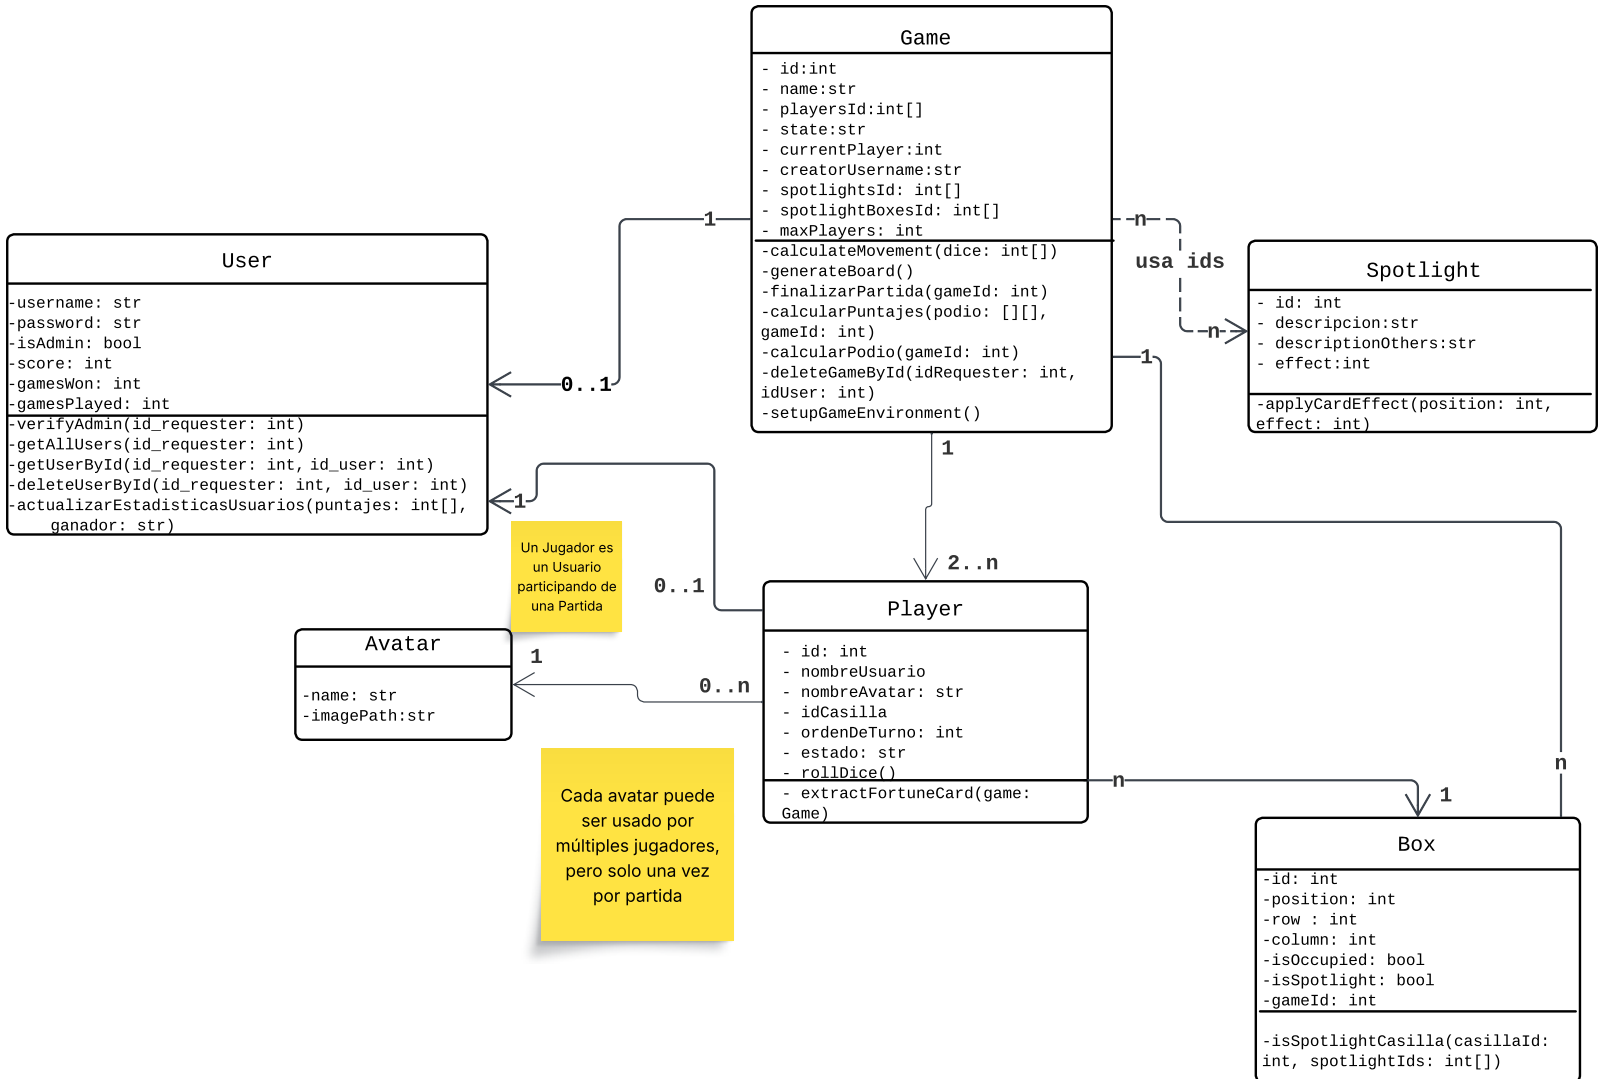 Game
- id:int
- name:str
- playersId:int[]
- state:str
- currentPlayer:int
- creatorUsername:str
- spotlightsId: int[]
- spotlightBoxesId: int[]
- maxPlayers: int
-calculateMovement(dice: int[])
-generateBoard()
-finalizarPartida(gameId: int)
-calcularPuntajes(podio: [][],
gameId: int)
-calcularPodio(gameId: int)
-deleteGameById(idRequester: int,
idUser: int)
-setupGameEnvironment()
1
0..1
n
usa ids
n
1
User
-username: str
-password: str
-isAdmin: bool
-score: int
-gamesWon: int
-gamesPlayed: int
-verifyAdmin(id_requester: int)
-getAllUsers(id_requester: int)
-getUserById(id_requester: int, id_user: int)
-deleteUserById(id_requester: int, id_user: int)
-actualizarEstadisticasUsuarios(puntajes: int[],
ganador: str)
Spotlight
- id: int
- descripcion:str
- descriptionOthers:str
- effect:int
-applyCardEffect(position: int,
effect: int)
1
2..n
1
0..1
Un Jugador es
un Usuario
participando de
una Partida
Player
- id: int
- nombreUsuario
- nombreAvatar: str
- idCasilla
- ordenDeTurno: int
- estado: str
- rollDice()
- extractFortuneCard(game:
Game)
Avatar
-name: str
-imagePath:str
1
0..n
Cada avatar puede
ser usado por
múltiples jugadores,
pero solo una vez
por partida
n
1
n
Box
-id: int
-position: int
-row : int
-column: int
-isOccupied: bool
-isSpotlight: bool
-gameId: int
-isSpotlightCasilla(casillaId:
int, spotlightIds: int[])